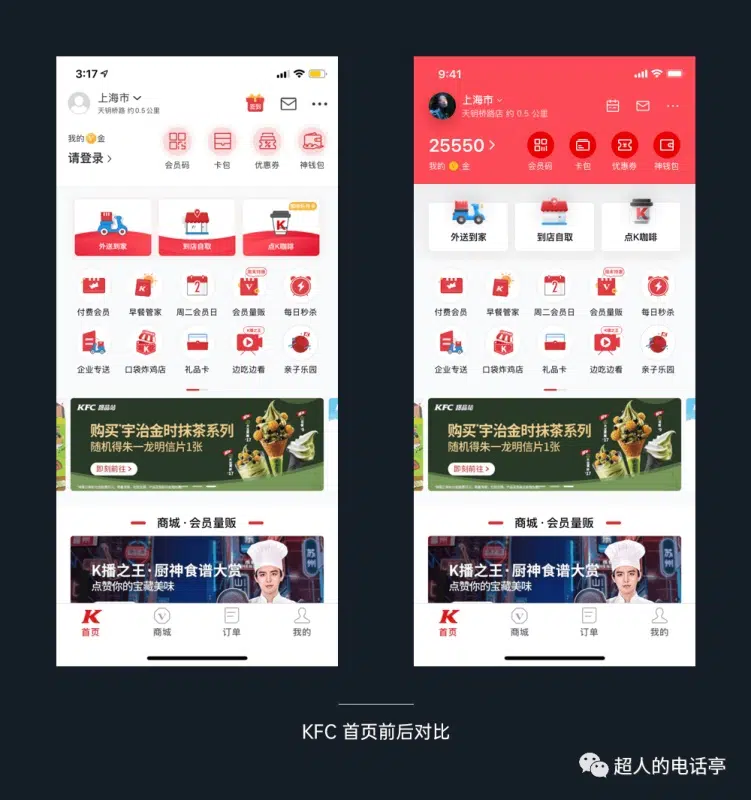 3:17
上海市
天钥桥路 约0.5公里
签到
我的 V 金
请登录 >
会员码
卡包
优惠券
神钱包
外送到家
到店自取
点K咖啡
付费会员
早餐管家
周二会员日
会员量贩
每日秒杀
企业专送
口袋炸鸡店
礼品卡
边吃边看
亲子乐园
KFC 甜品站
购买"宇治金时抹茶系列
随机得朱一龙明信片1张
即刻前往 >
商城 · 会员量贩
苏州
K播之王·厨神食谱大赏
点赞你的宝藏美味
K
首页
商城
订单
我的
9:41
上海市
天钥桥路店 约 0.5 公里
25550 >
我的 V 金
会员码
卡包
优惠券
神钱包
外送到家
到店自取
点K咖啡
付费会员
早餐管家
周二会员日
会员量贩
每日秒杀
企业专送
口袋炸鸡店
礼品卡
边吃边看
亲子乐园
KFC 甜品站
购买"宇治金时抹茶系列
随机得朱一龙明信片1张
即刻前往 >
商城 · 会员量贩
苏州
K播之王·厨神食谱大赏
点赞你的宝藏美味
K
首页
商城
订单
我的
KFC 首页前后对比
超人的电话亭